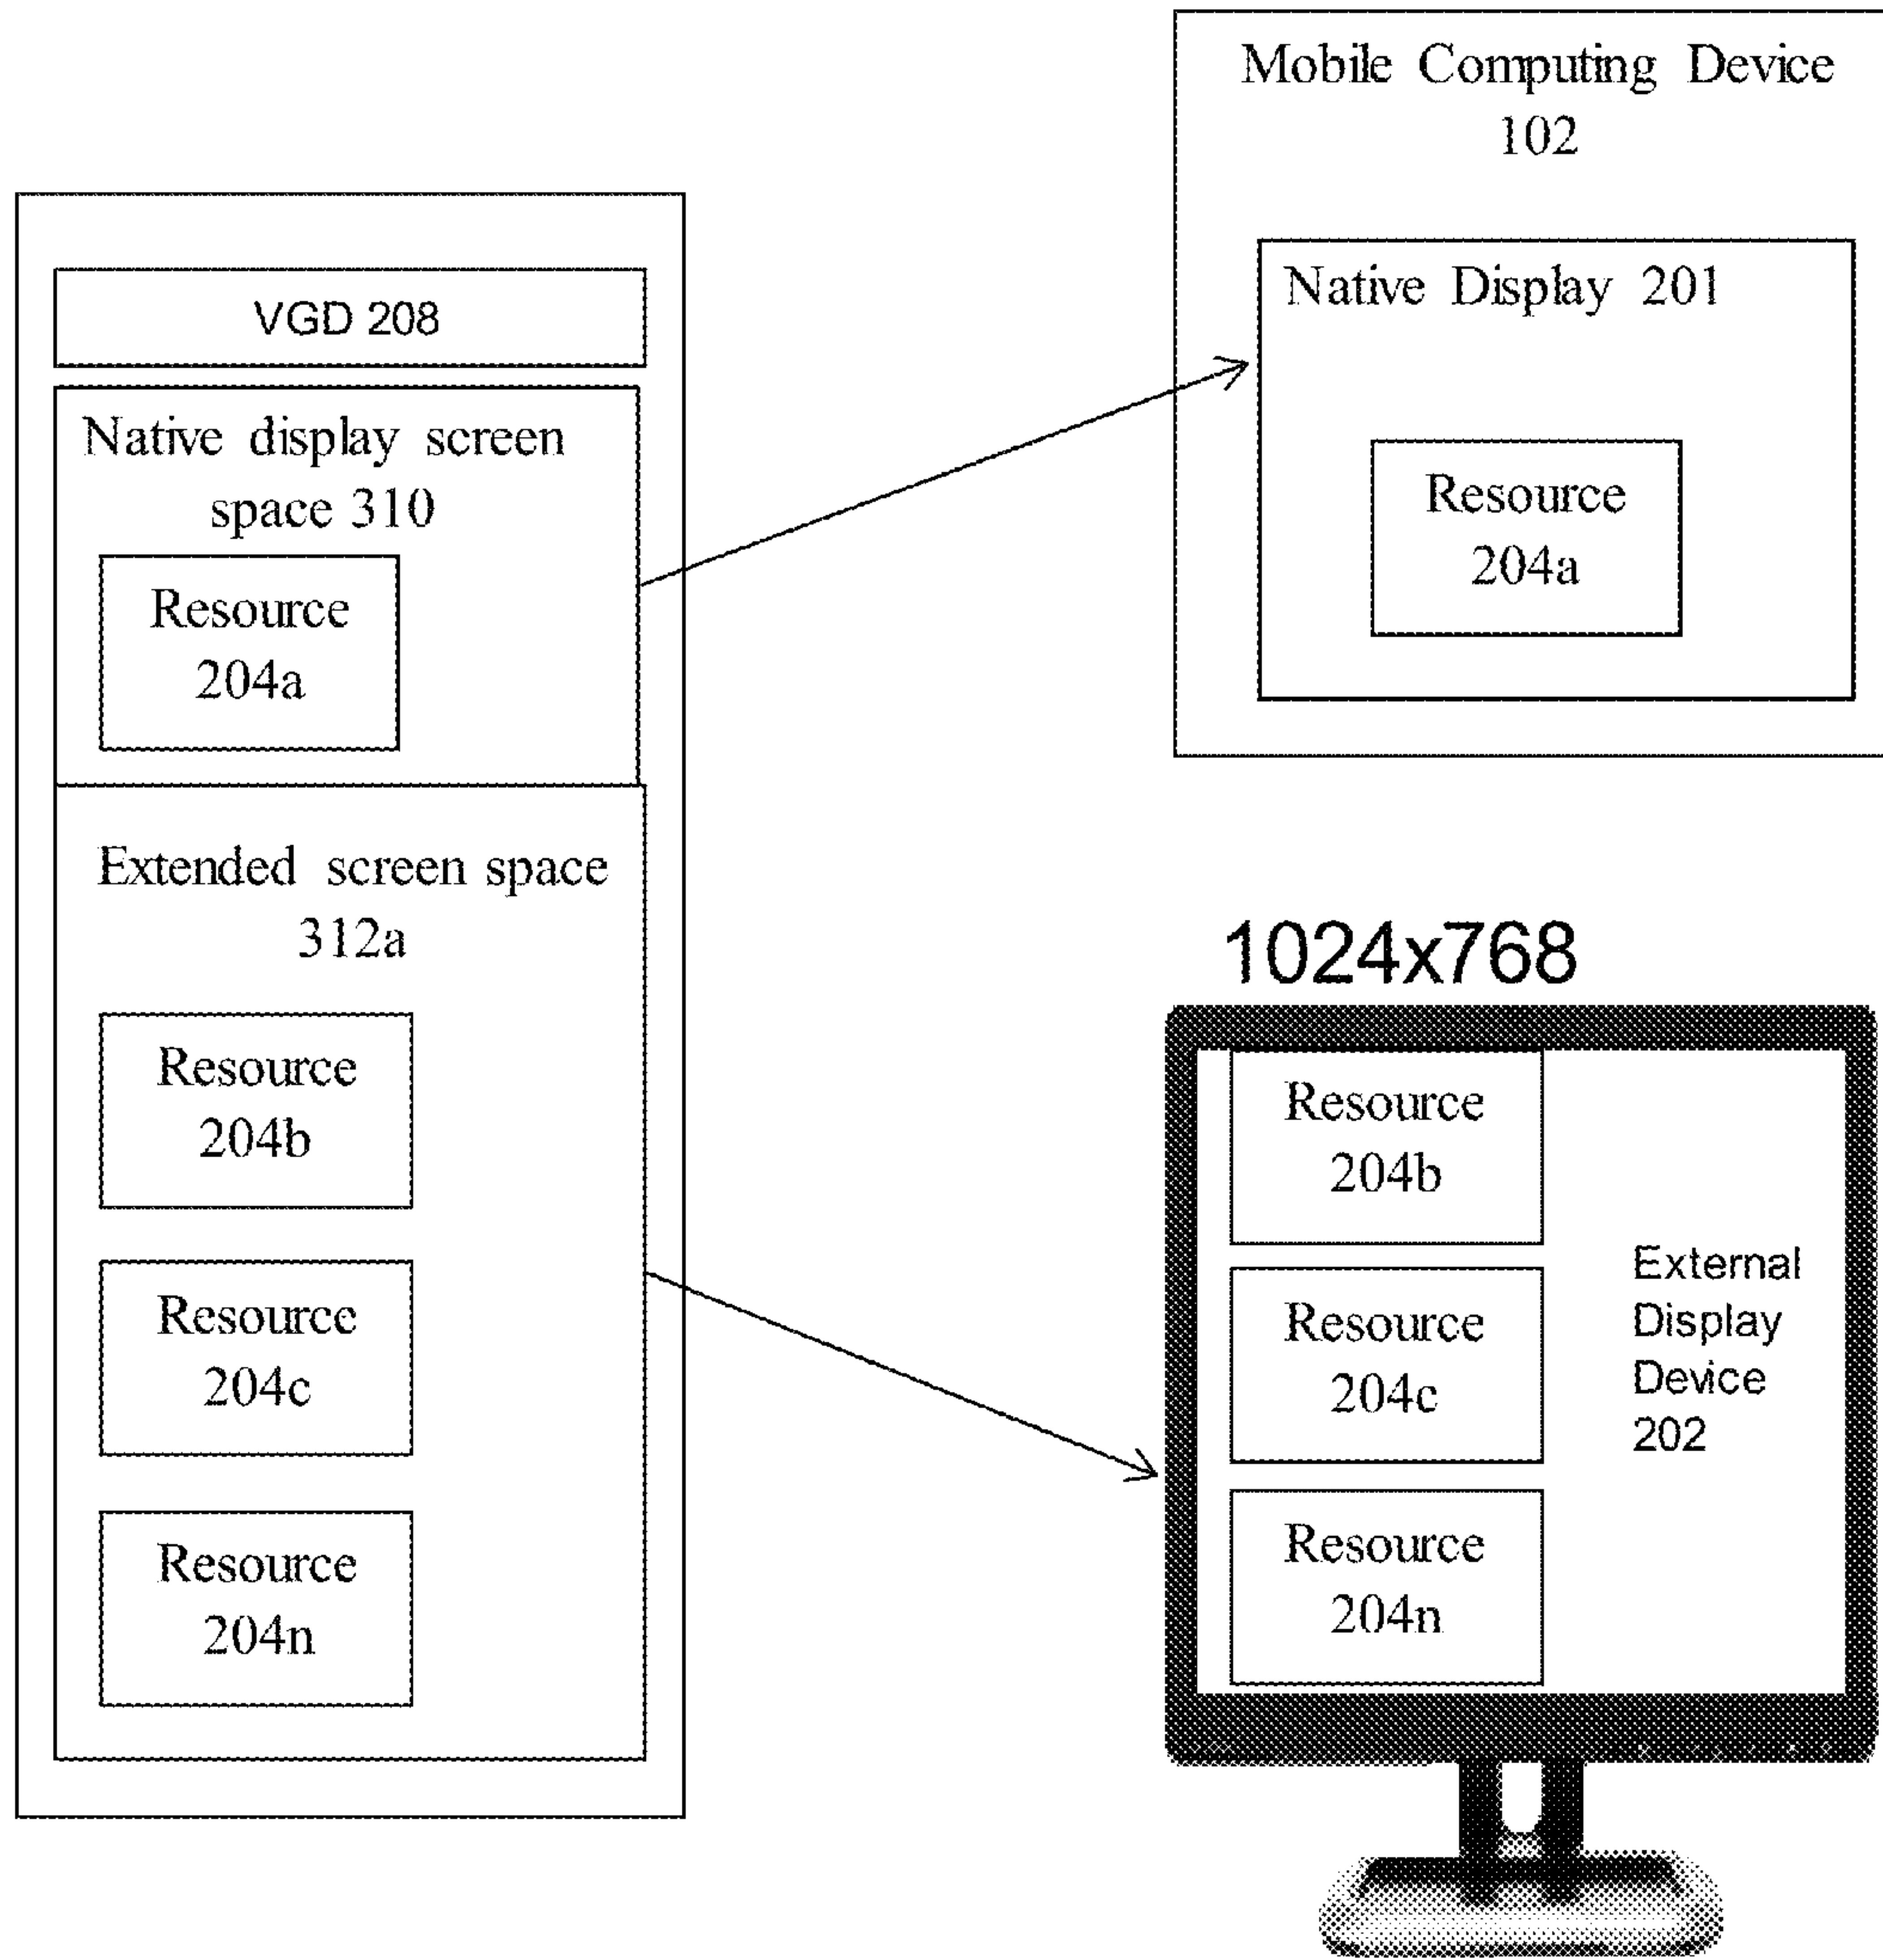 VGD 208
Native display screen
space 310
Resource
204a
Extended screen space
312a
Resource
204b
Resource
204c
Resource
204n
Mobile Computing Device
102
Native Display 201
Resource
204a
1024x768
Resource
204b
Resource
204c
Resource
204n
External
Display
Device
202